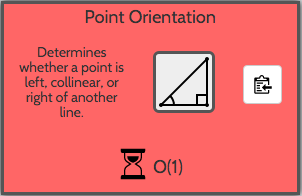 Point Orientation
Determines
whether a point is
left, collinear, or
right of another
line.
O(1)